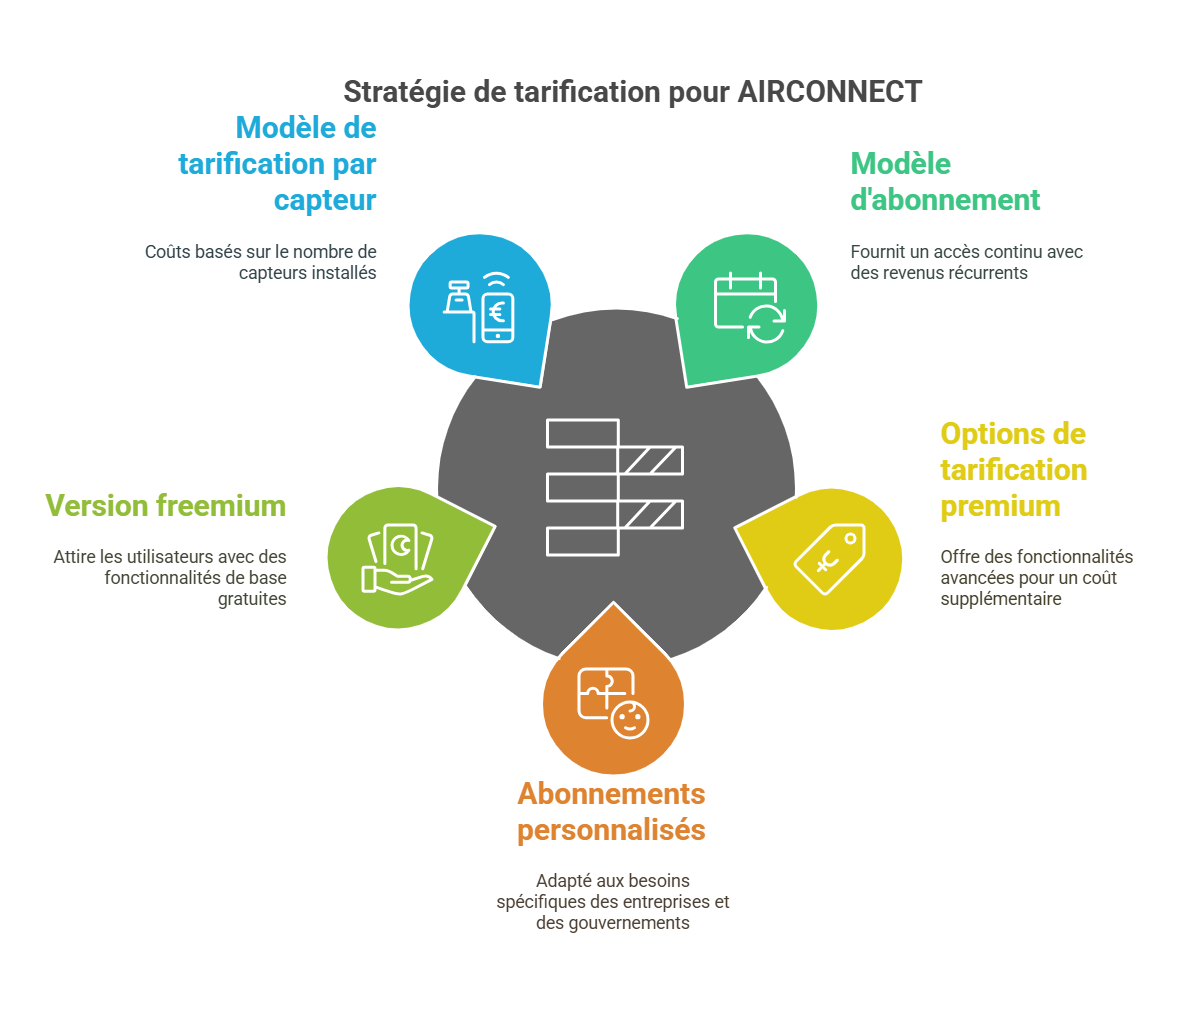 Stratégie de tarification pour AIRCONNECT
Modèle de
tarification par
capteur
Coûts basés sur le nombre de
capteurs installés
Modèle
d'abonnement
Fournit un accès continu avec
des revenus récurrents
Options de
tarification
premium
Offre des fonctionnalités
avancées pour un coût
supplémentaire
Version freemium
Attire les utilisateurs avec des
fonctionnalités de base
gratuites
Abonnements
personnalisés
Adapté aux besoins
spécifiques des entreprises et
des gouvernements